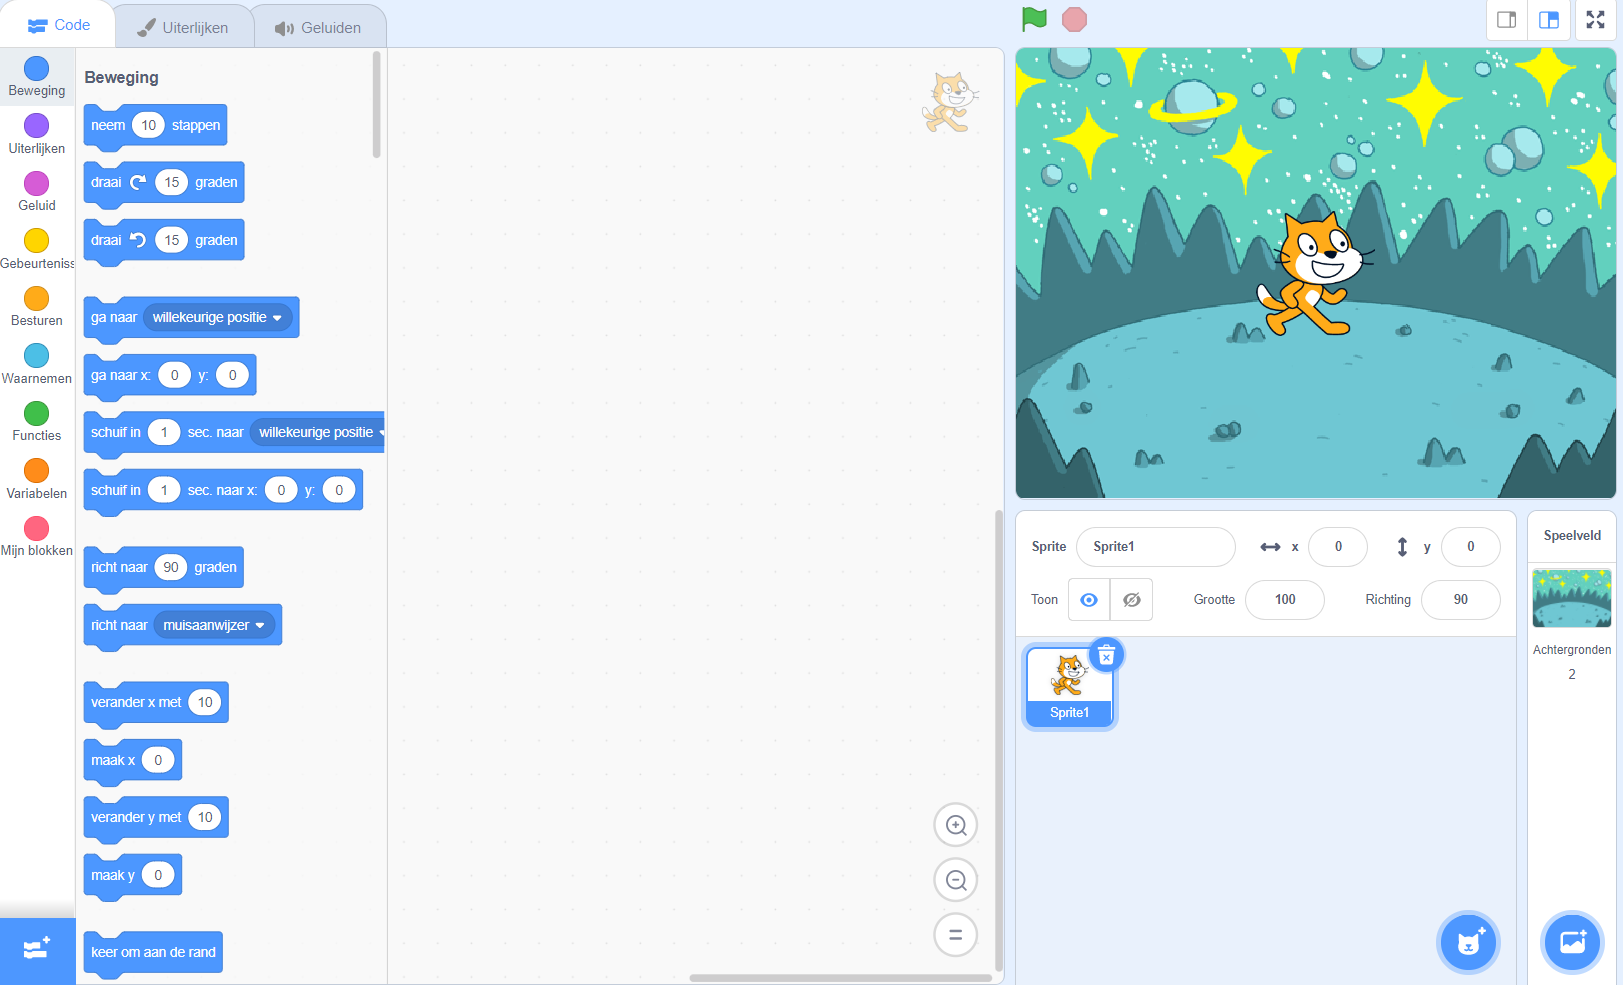 Code
Uiterlijken
Geluiden
Beweging
Uiterlijken
Geluid
Gebeurteniss
Besturen
Waarnemen
Functies
Variabelen
Mijn blokken
Beweging
neem 10 stappen
draai 15 graden
draai 15 graden
ga naar willekeurige positie
ga naar x: 0 y: 0
schuif in 1 sec. naar willekeurige positie
schuif in 1 sec. naar x: 0 y: 0
richt naar 90 graden
richt naar muisaanwijzer
verander x met 10
maak x 0
verander y met 10
maak y 0
keer om aan de rand
Sprite Sprite1 x 0 y 0
Toon Grootte 100 Richting 90
Sprite1
Speelveld
Achtergronden
2